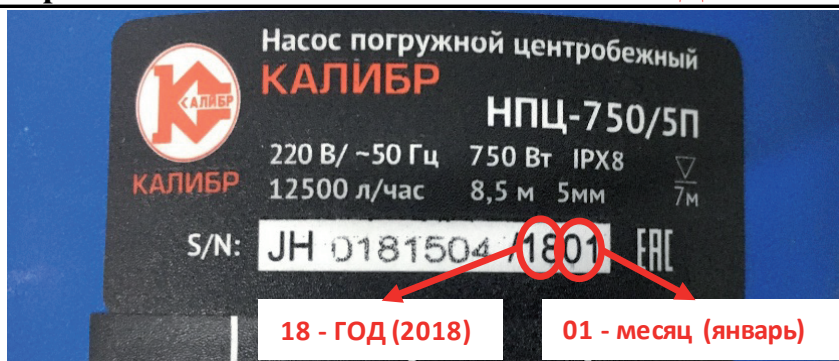 Насос погружной центробежный
КАЛИБР
КАЛИБР
НПЦ-750/5П
220 В/ ~50 Гц 750 Вт IPX8
КАЛИБР
12500 л/час 8,5 м 5мм 7м
S/N: JH 0181504 /1801 EAC
18 - ГОД (2018)
01 - месяц (январь)